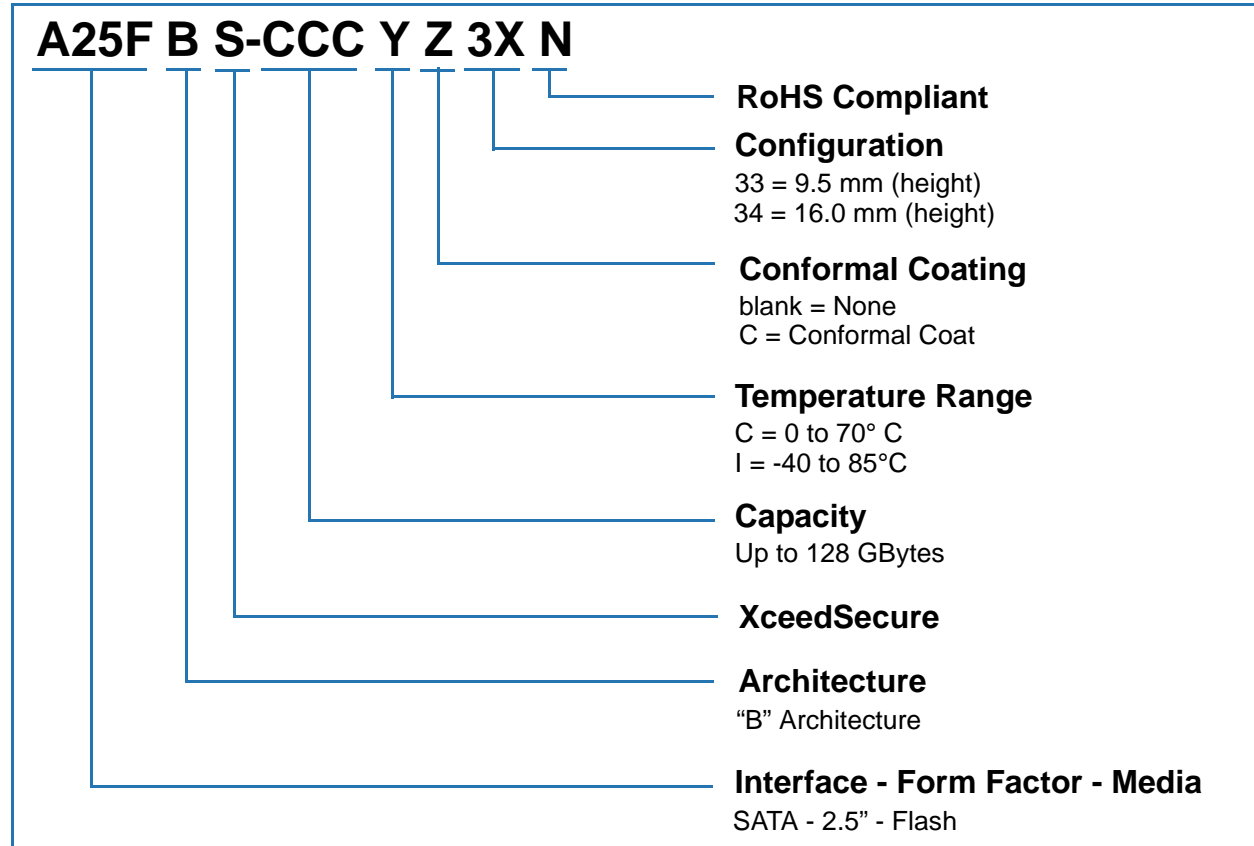 A25F B S-CCC Y Z 3X N
RoHS Compliant
Configuration
33 = 9.5 mm (height)
34 = 16.0 mm (height)
Conformal Coating
blank = None
C = Conformal Coat
Temperature Range
C = 0 to 70° C
I = -40 to 85°C
Capacity
Up to 128 GBytes
XceedSecure
Architecture
“B” Architecture
Interface - Form Factor - Media
SATA - 2.5” - Flash